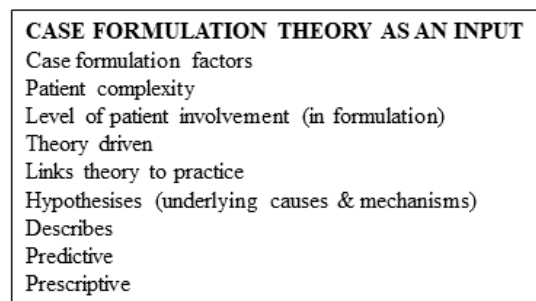 CASE FORMULATION THEORY AS AN INPUT
Case formulation factors
Patient complexity
Level of patient involvement (in formulation)
Theory driven
Links theory to practice
Hypothesises (underlying causes & mechanisms)
Describes
Predictive
Prescriptive